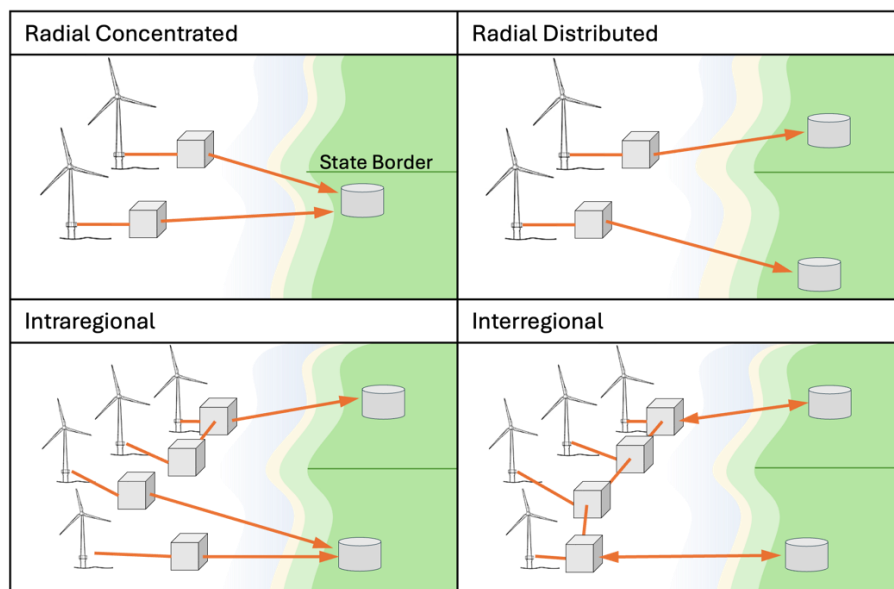 Radial Concentrated
Radial Distributed
State Border
Intraregional
Interregional